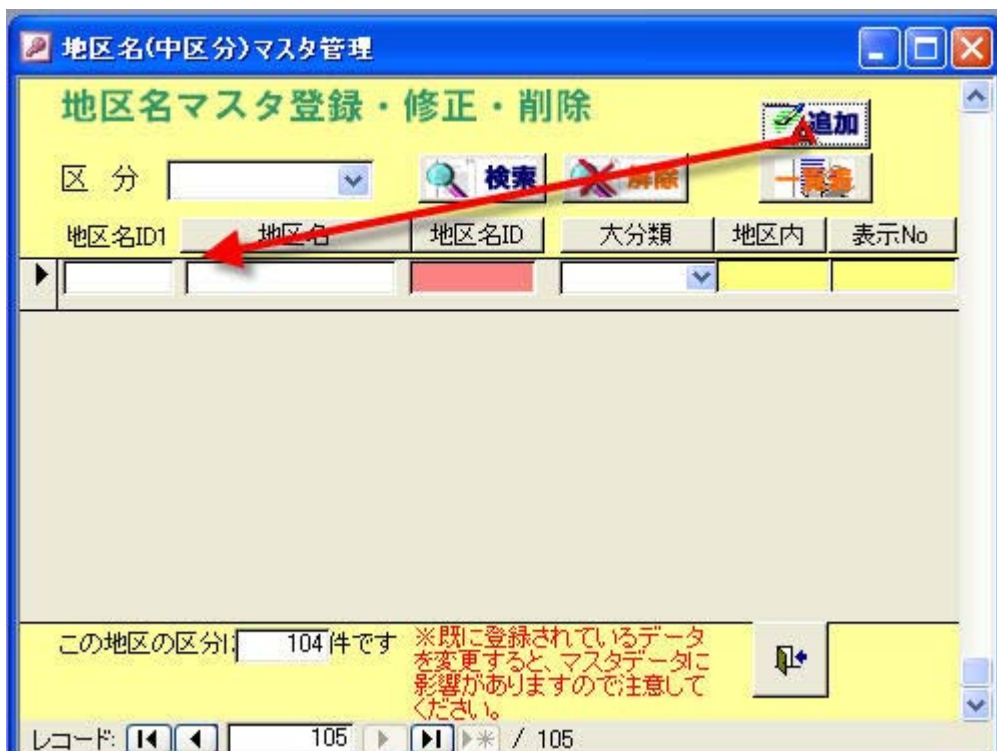 地区名(中区分)マスタ管理
地区名マスタ登録・修正・削除
追加
区 分
検索
解除
一覧表
地区名ID1 地区名 地区名ID 大分類 地区内 表示No
この地区の区分に 104 件です
※既に登録されているデータ
を変更すると、マスタデータに
影響がありますので注意して
ください。
レコード: 105 / 105